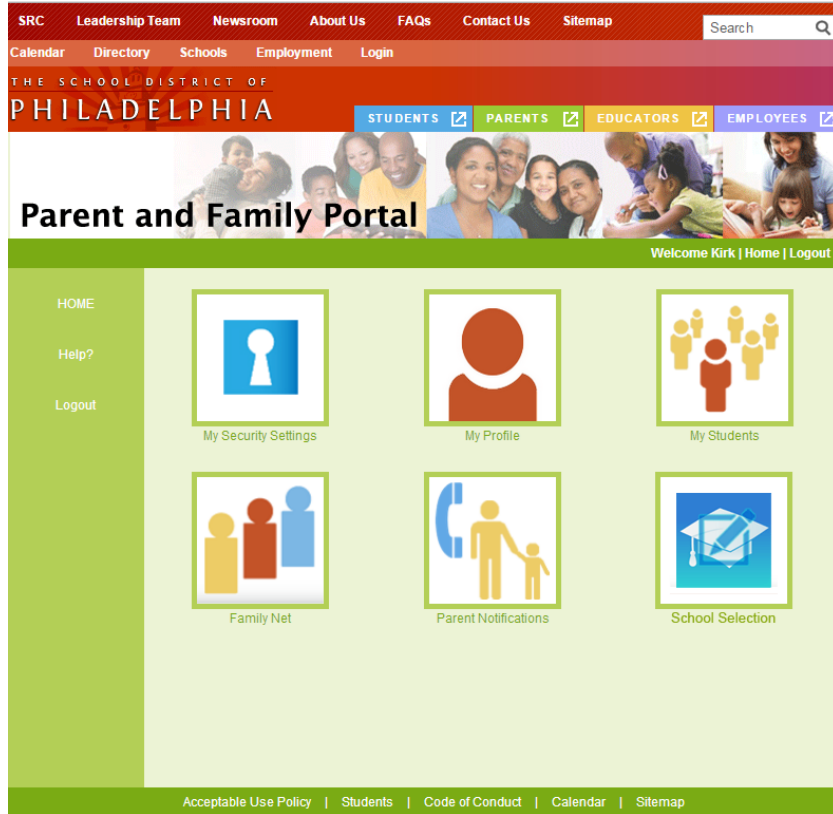 SRC Leadership Team Newsroom About Us FAQs Contact Us Sitemap Search
Calendar Directory Schools Employment Login
THE SCHOOL DISTRICT OF
PHILADELPHIA
STUDENTS PARENTS EDUCATORS EMPLOYEES
Parent and Family Portal
Welcome Kirk | Home | Logout
HOME
Help?
Logout
My Security Settings My Profile My Students
Family Net Parent Notifications School Selection
Acceptable Use Policy | Students | Code of Conduct | Calendar | Sitemap